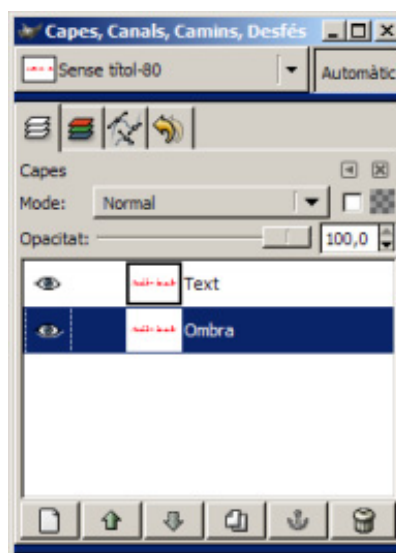 Capes, Canals, Camins, Desfés
Sense títol-80
Automàtic
Capes
Mode: Normal
Opacitat: 100,0
Text
Ombra